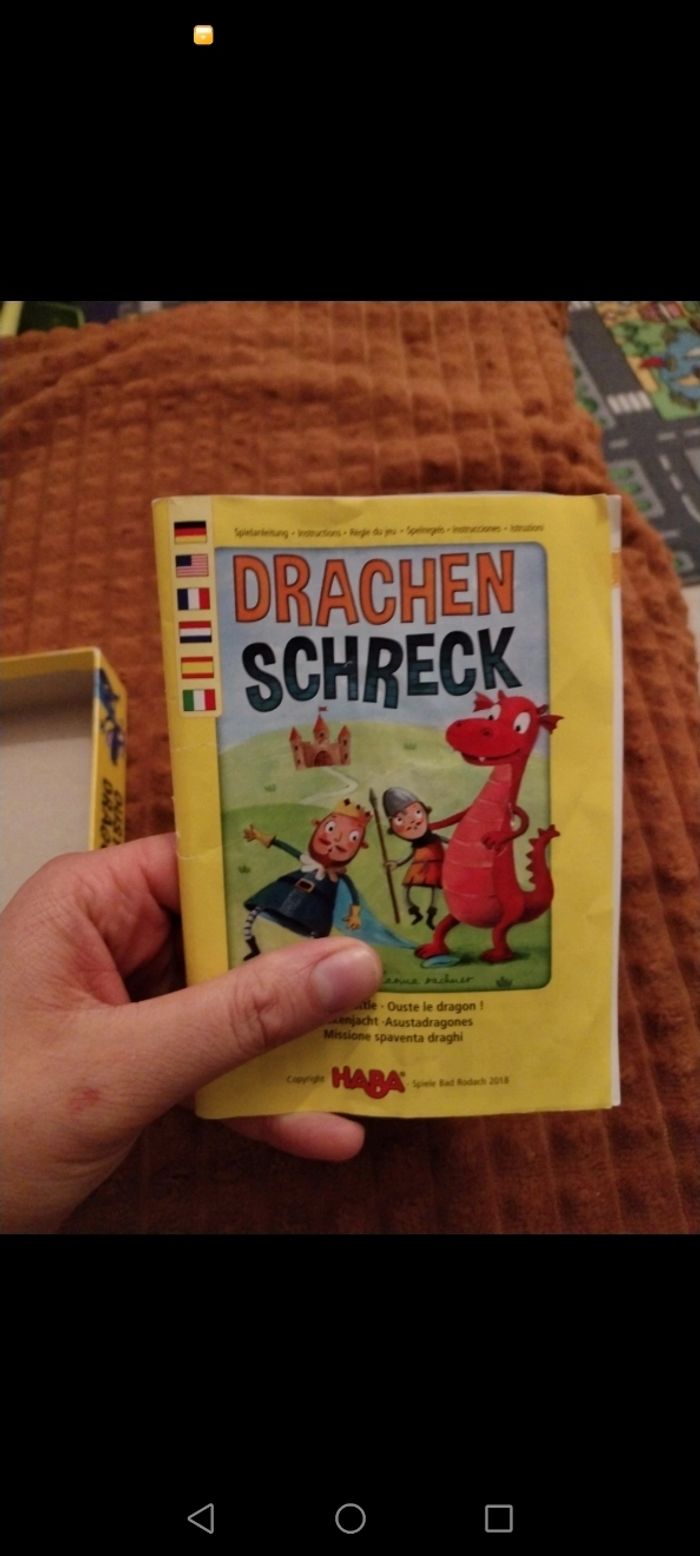 Spielanleitung • Instructions • Règle du jeu • Spelregels • Instrucciones • Istruzioni
DRACHEN
SCHRECK
Ouste le dragon !
Asustadragones
Missione spaventa draghi
Copyright HABA® - Spiele Bad Rodach 2018